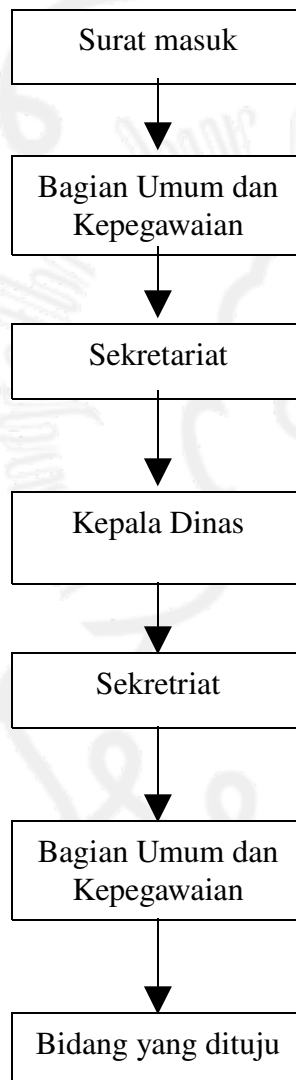 Surat masuk
Bagian Umum dan
Kepegawaian
Sekretariat
Kepala Dinas
Sekretriat
Bagian Umum dan
Kepegawaian
Bidang yang dituju